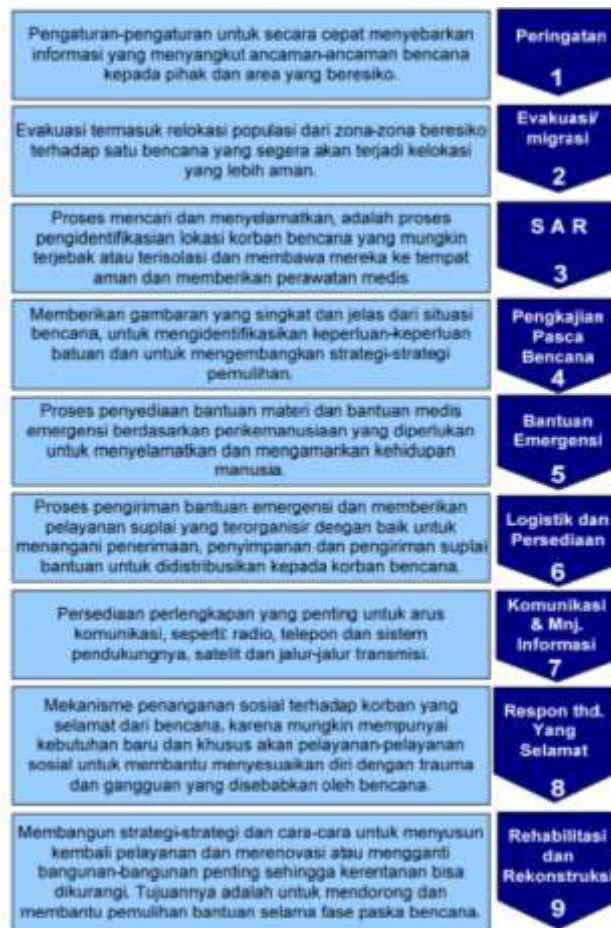 Pengaturan-pengaturan untuk secara cepat menyebarkan
informasi yang menyangkut ancaman-ancaman bencana
kepada pihak dan area yang beresiko.
Peringatan
1
Evakuasi termasuk relokasi populasi dari zona-zona beresiko
terhadap satu bencana yang segera akan terjadi kelokasi
yang lebih aman.
Evakuasi/
migrasi
2
Proses mencari dan menyelamatkan, adalah proses
pengidentifikasian lokasi korban bencana yang mungkin
terjebak atau terisolasi dan membawa mereka ke tempat
aman dan memberikan perawatan medis
S A R
3
Memberikan gambaran yang singkat dan jelas dari situasi
bencana, untuk mengidentifikasikan keperluan-keperluan
batuan dan untuk mengembangkan strategi-strategi
pemulihan.
Pengkajian
Pasca
Bencana
4
Proses penyediaan bantuan materi dan bantuan medis
emergensi berdasarkan perikemanusiaan yang diperlukan
untuk menyelamatkan dan mengamankan kehidupan
manusia.
Bantuan
Emergensi
5
Proses pengiriman bantuan emergensi dan memberikan
pelayanan suplai yang terorganisir dengan baik untuk
menangani penerimaan, penyimpanan dan pengiriman suplai
bantuan untuk didistribusikan kepada korban bencana.
Logistik dan
Persediaan
6
Persediaan perlengkapan yang penting untuk arus
komunikasi, seperti: radio, telepon dan sistem
pendukungnya, satelit dan jalur-jalur transmisi.
Komunikasi
& Mnj.
Informasi
7
Mekanisme penanganan sosial terhadap korban yang
selamat dari bencana, karena mungkin mempunyai
kebutuhan baru dan khusus akan pelayanan-pelayanan
sosial untuk membantu menyesuaikan diri dengan trauma
dan gangguan yang disebabkan oleh bencana.
Respon thd.
Yang
Selamat
8
Membangun strategi-strategi dan cara-cara untuk menyusun
kembali pelayanan dan merenovasi atau mengganti
bangunan-bangunan penting sehingga kerentanan bisa
dikurangi. Tujuannya adalah untuk mendorong dan
membantu pemulihan bantuan selama fase paska bencana.
Rehabilitasi
dan
Rekonstruksi
9